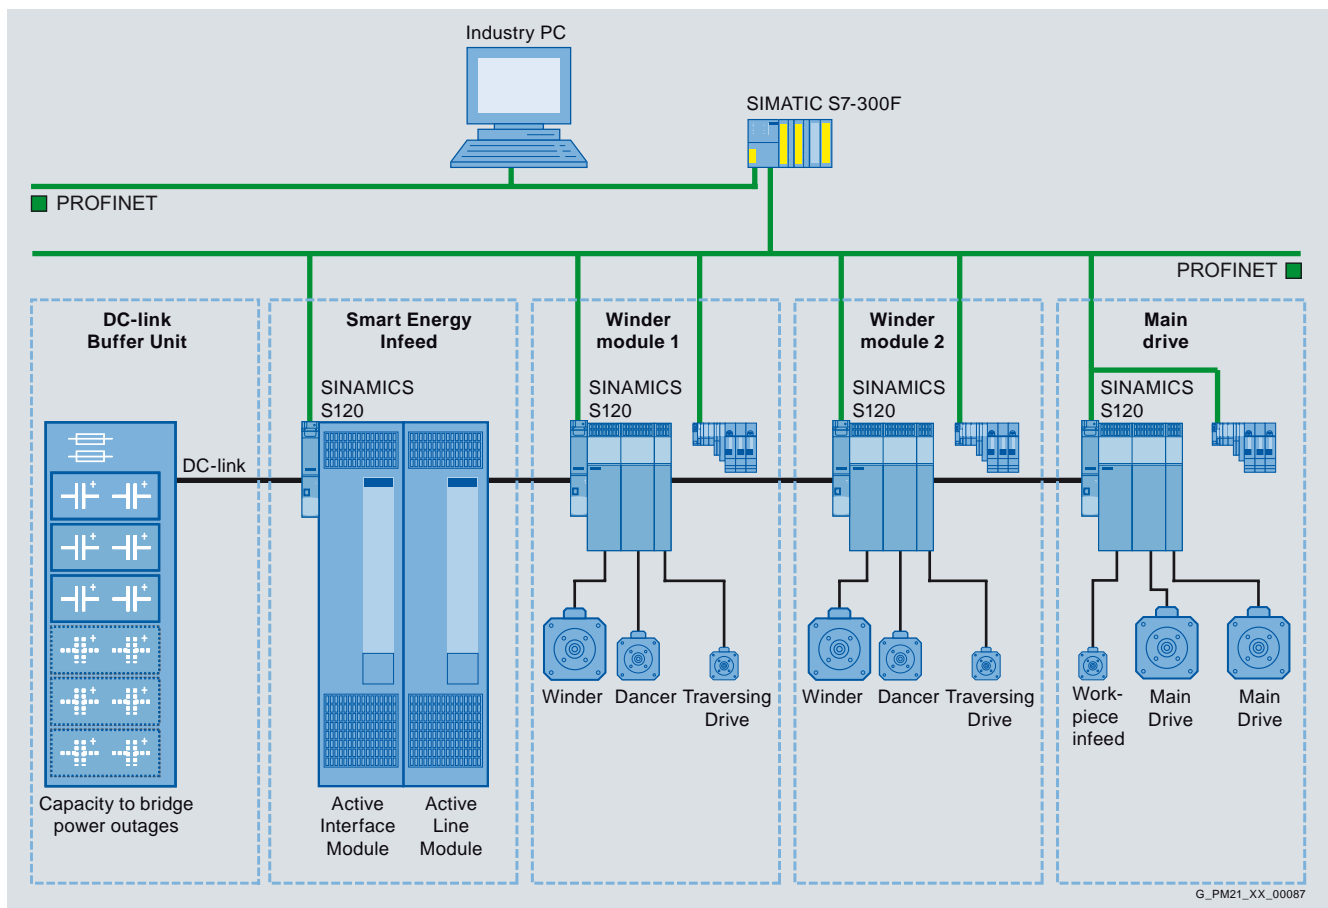 Industry PC
SIMATIC S7-300F
PROFINET
PROFINET
DC-link
Buffer Unit
Smart Energy
Infeed
Winder
module 1
Winder
module 2
Main
drive
SINAMICS
S120
SINAMICS
S120
SINAMICS
S120
SINAMICS
S120
DC-link
Winder
Dancer
Traversing
Drive
Winder
Dancer
Traversing
Drive
Work-
piece
infeed
Main
Drive
Main
Drive
Capacity to bridge
power outages
Active
Interface
Module
Active
Line
Module
G_PM21_XX_00087